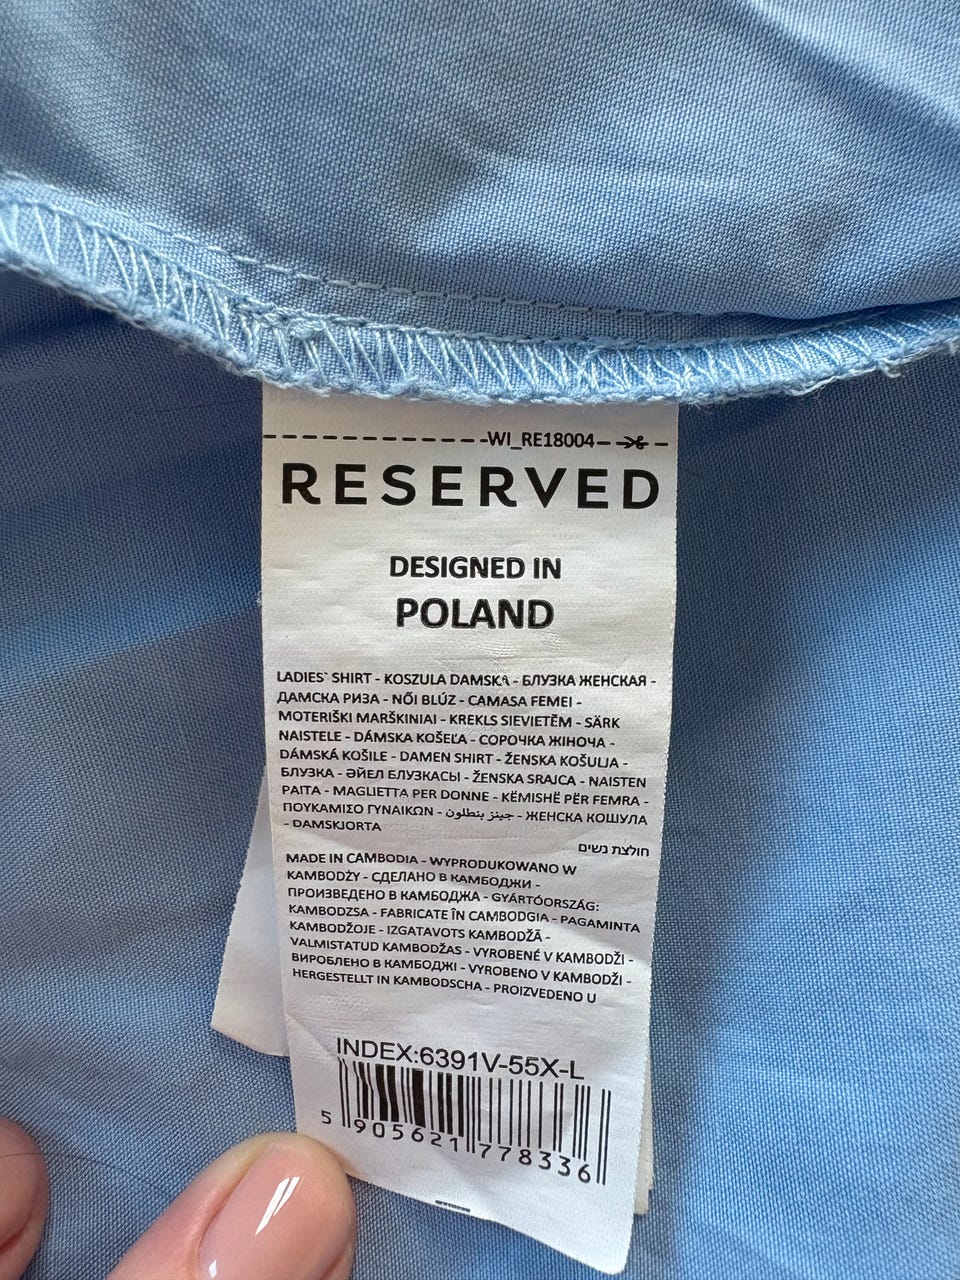 WI_RE18004
RESERVED
DESIGNED IN
POLAND
LADIES` SHIRT - KOSZULA DAMSKA - БЛУЗКА ЖЕНСКАЯ -
ДАМСКА РИЗА - NŐI BLÚZ - CAMASA FEMEI -
MOTERIŠKI MARŠKINIAI - KREKLS SIEVIETĒM - SÄRK
NAISTELE - DÁMSKA KOŠEĽA - СОРОЧКА ЖІНОЧА -
DÁMSKÁ KOŠILE - DAMEN SHIRT - ŽENSKA KOŠULJA -
БЛУЗКА - ӘЙЕЛ БЛУЗКАСЫ - ŽENSKA SRAJCA - NAISTEN
PAITA - MAGLIETTA PER DONNE - KËMISHË PËR FEMRA -
ΠΟΥΚΑΜΙΣΟ ΓΥΝΑΙΚΩΝ - جينز بنطلون - ЖЕНСКА КОШУЛА
- DAMSKJORTA
חולצת נשים
MADE IN CAMBODIA - WYPRODUKOWANO W
KAMBODŻY - СДЕЛАНО В КАМБОДЖИ -
ПРОИЗВЕДЕНО В КАМБОДЖА - GYÁRTÓORSZÁG:
KAMBODZSA - FABRICATE ÎN CAMBODGIA - PAGAMINTA
KAMBODŽOJE - IZGATAVOTS KAMBODŽĀ -
VALMISTATUD KAMBODŽAS - VYROBENÉ V KAMBODŽI -
ВИРОБЛЕНО В КАМБОДЖІ - VYROBENO V KAMBODŽI -
HERGESTELLT IN KAMBODSCHA - PROIZVEDENO U
INDEX:6391V-55X-L
5 905621 778336